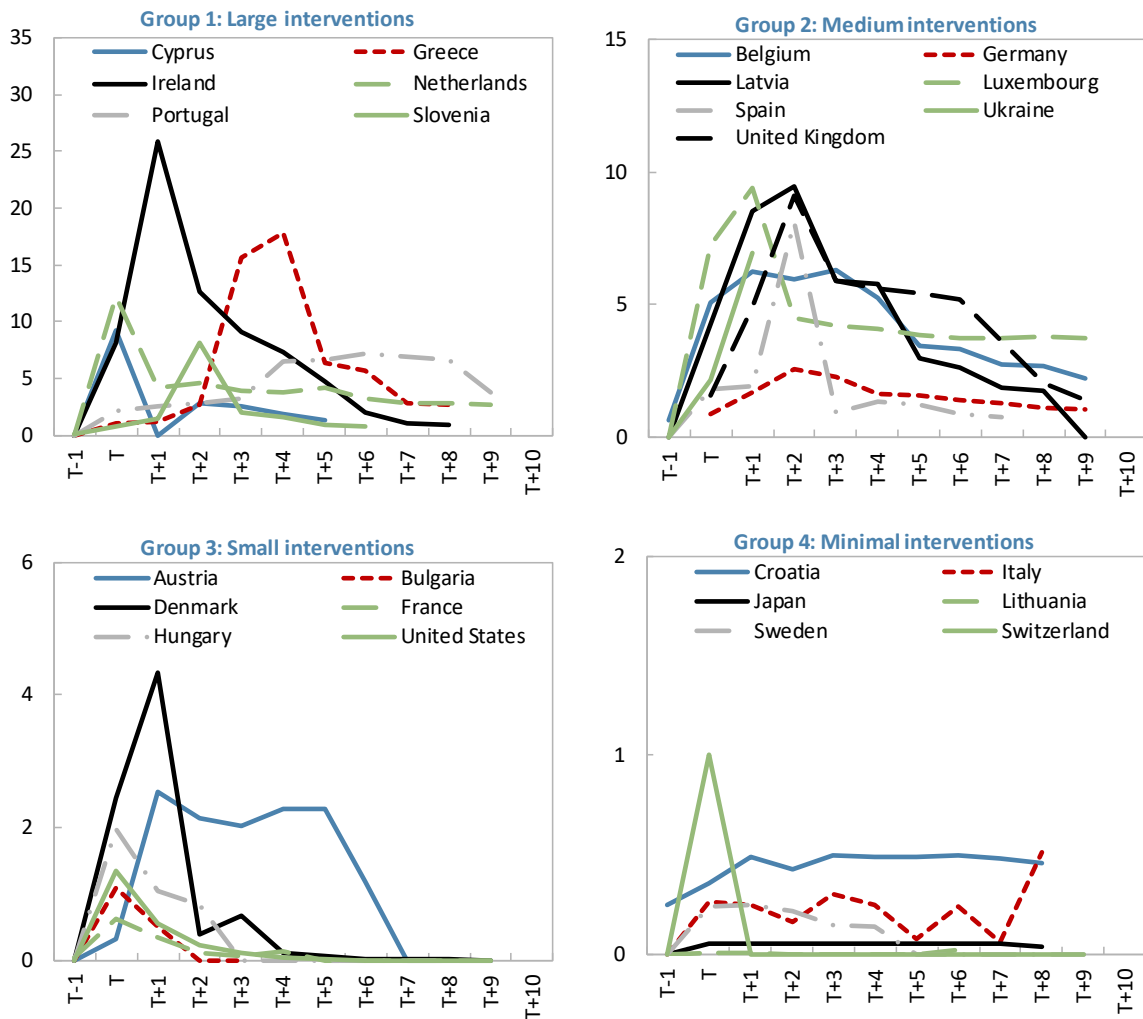 Group 1: Large interventions
35
30
25
20
15
10
5
0
Cyprus
Greece
Ireland
Netherlands
Portugal
Slovenia
T-1
T
T+1
T+2
T+3
T+4
T+5
T+6
T+7
T+8
T+9
T+10
Group 2: Medium interventions
15
10
5
0
Belgium
Germany
Latvia
Luxembourg
Spain
Ukraine
United Kingdom
T-1
T
T+1
T+2
T+3
T+4
T+5
T+6
T+7
T+8
T+9
T+10
Group 3: Small interventions
6
4
2
0
Austria
Bulgaria
Denmark
France
Hungary
United States
T-1
T
T+1
T+2
T+3
T+4
T+5
T+6
T+7
T+8
T+9
T+10
Group 4: Minimal interventions
2
1
0
Croatia
Italy
Japan
Lithuania
Sweden
Switzerland
T-1
T
T+1
T+2
T+3
T+4
T+5
T+6
T+7
T+8
T+9
T+10